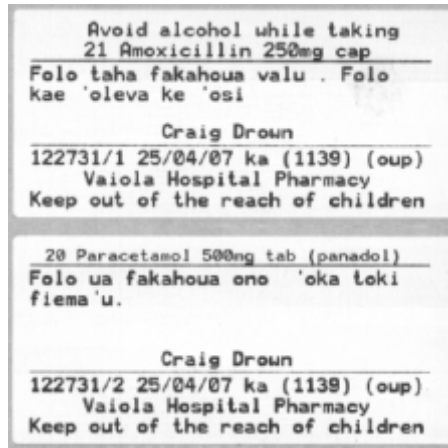 Avoid alcohol while taking
21 Amoxicillin 250mg cap
Folo taha fakahoua valu . Folo
kae 'oleva ke 'osi
Craig Drown
122731/1 25/04/07 ka (1139) (oup)
Vaiola Hospital Pharmacy
Keep out of the reach of children
20 Paracetamol 500mg tab (panadol)
Folo ua fakahoua ono 'oka toki
fiema'u.
Craig Drown
122731/2 25/04/07 ka (1139) (oup)
Vaiola Hospital Pharmacy
Keep out of the reach of children